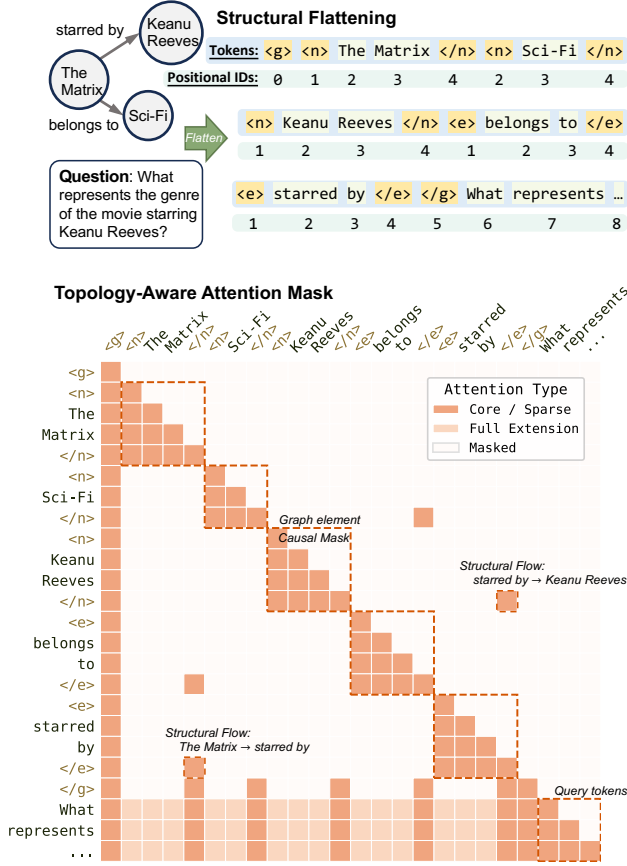 Structural Flattening
starred by
Keanu
Reeves
The
Matrix
Sci-Fi
belongs to
Flatten
Question: What
represents the genre
of the movie starring
Keanu Reeves?
Tokens: <g> <n> The Matrix </n> <n> Sci-Fi </n>
Positional IDs: 0 1 2 3 4 2 3 4
<n> Keanu Reeves </n> <e> belongs to </e>
1 2 3 4 1 2 3 4
<e> starred by </e> </g> What represents …
1 2 3 4 5 6 7 8
Topology-Aware Attention Mask
<g> <n> The Matrix </n> <n> Sci-Fi </n> <n> Keanu Reeves </n> <e> belongs to </e> <e> starred by </e> </g> What represents ...
<g>
<n>
The
Matrix
</n>
<n>
Sci-Fi
</n>
<n>
Keanu
Reeves
</n>
<e>
belongs
to
</e>
<e>
starred
by
</e>
</g>
What
represents
...
Attention Type
Core / Sparse
Full Extension
Masked
Graph element
Causal Mask
Structural Flow:
starred by → Keanu Reeves
Structural Flow:
The Matrix → starred by
Query tokens